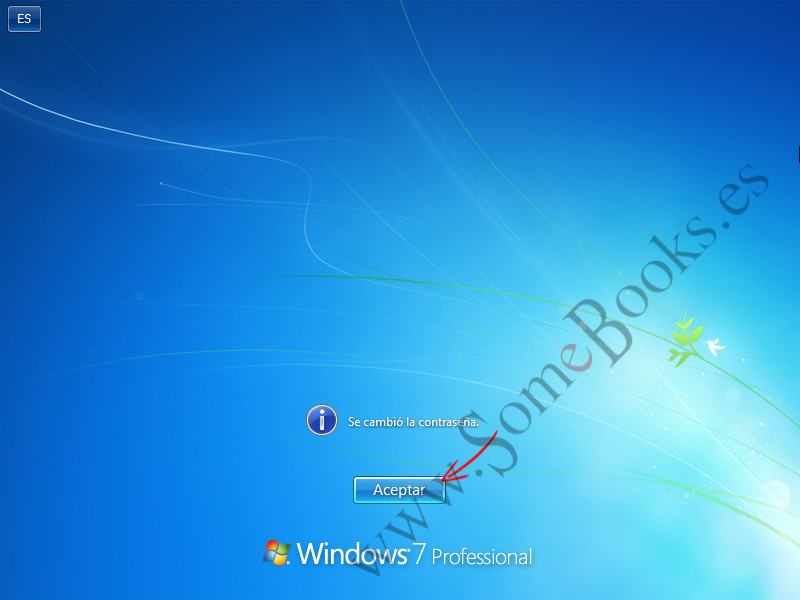 ES
www.SomeBooks.es
Se cambió la contraseña.
Aceptar
Windows 7 Professional